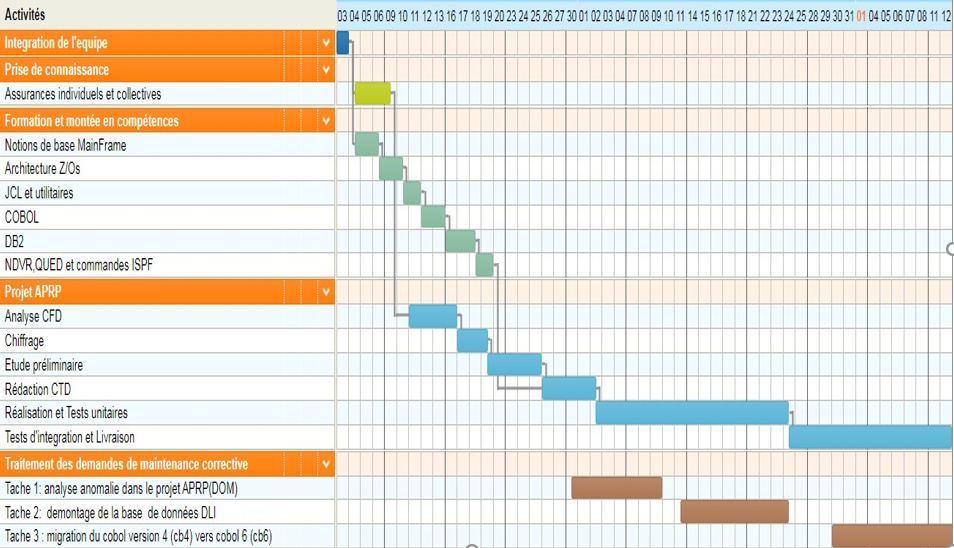 Activités
03 04 05 06 09 10 11 12 13 16 17 18 19 20 23 24 25 26 27 30 01 02 03 04 07 08 09 10 11 14 15 16 17 18 21 22 23 24 25 28 29 30 31 01 04 05 06 07 08 11 12
Integration de l'equipe
Prise de connaissance
Assurances individuels et collectives
Formation et montée en compétences
Notions de base MainFrame
Architecture Z/Os
JCL et utilitaires
COBOL
DB2
NDVR,QUED et commandes ISPF
Projet APRP
Analyse CFD
Chiffrage
Etude préliminaire
Rédaction CTD
Réalisation et Tests unitaires
Tests d'integration et Livraison
Traitement des demandes de maintenance corrective
Tache 1: analyse anomalie dans le projet APRP(DOM)
Tache 2: demontage de la base de données DLI
Tache 3 : migration du cobol version 4 (cb4) vers cobol 6 (cb6)